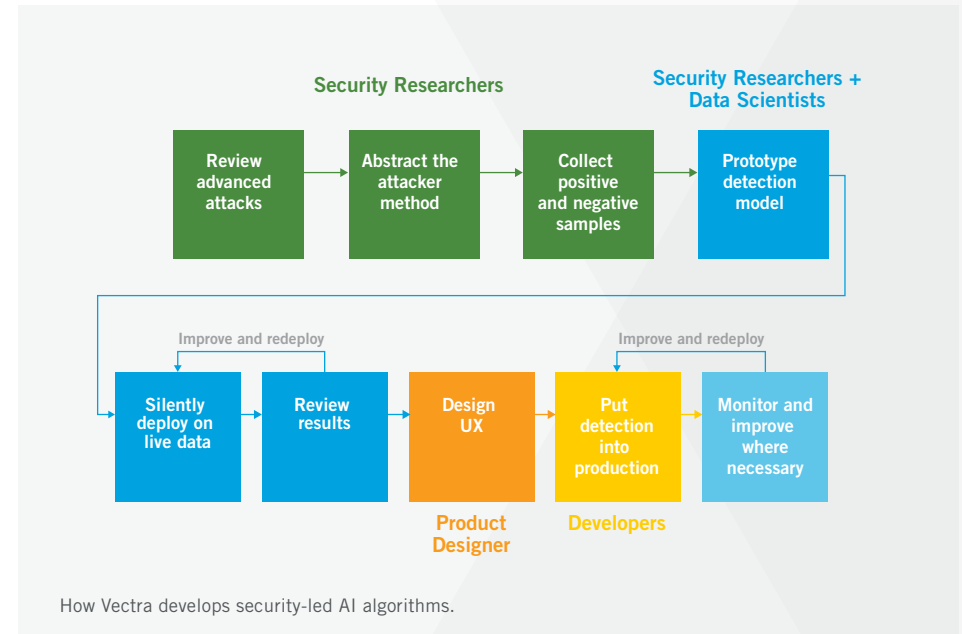 Security Researchers
Security Researchers +
Data Scientists
Review
advanced
attacks
Abstract the
attacker
method
Collect
positive
and negative
samples
Prototype
detection
model
Improve and redeploy
Improve and redeploy
Silently
deploy on
live data
Review
results
Design
UX
Put
detection
into
production
Monitor and
improve
where
necessary
Product
Designer
Developers
How Vectra develops security-led AI algorithms.